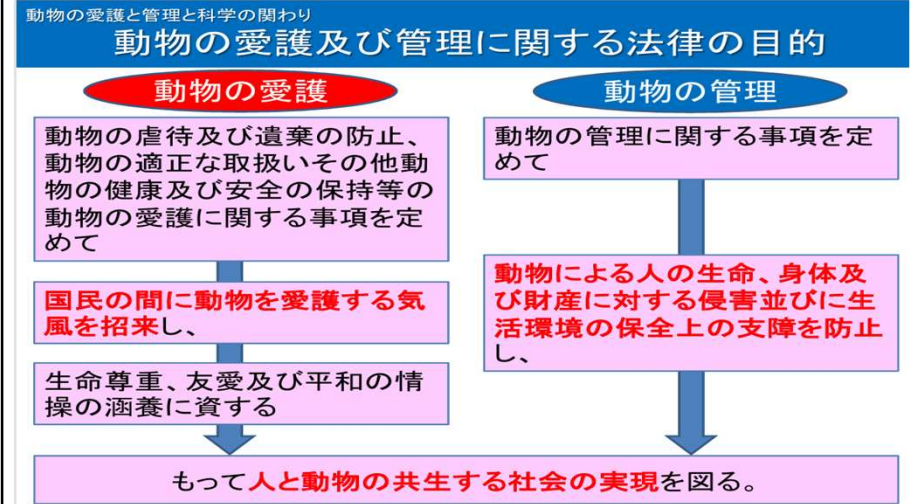 動物の愛護と管理と科学の関わり
動物の愛護及び管理に関する法律の目的
動物の愛護
動物の虐待及び遺棄の防止、
動物の適正な取扱いその他動
物の健康及び安全の保持等の
動物の愛護に関する事項を定
めて
国民の間に動物を愛護する気
風を招来し、
生命尊重、友愛及び平和の情
操の涵養に資する
動物の管理
動物の管理に関する事項を定
めて
動物による人の生命、身体及
び財産に対する侵害並びに生
活環境の保全上の支障を防止
し、
もって人と動物の共生する社会の実現を図る。